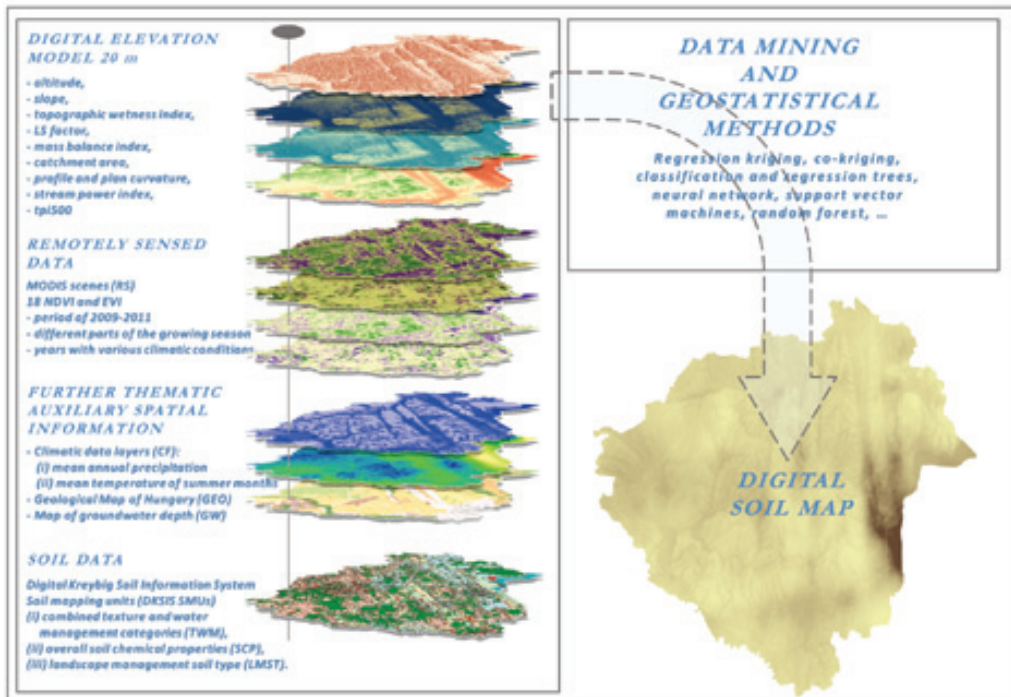 DIGITAL ELEVATION
MODEL 20 m
- altitude,
- slope,
- topographic wetness index,
- LS factor,
- mass balance index,
- catchment area,
- profile and plan curvature,
- stream power index,
- tpi500
REMOTELY SENSED
DATA
MODIS scenes (RS)
18 NDVI and EVI
- period of 2009-2011
- different parts of the growing season
- years with various climatic conditions
FURTHER THEMATIC
AUXILIARY SPATIAL
INFORMATION
- Climatic data layers (CF):
(i) mean annual precipitation
(ii) mean temperature of summer months
- Geological Map of Hungary (GEO)
- Map of groundwater depth (GW)
SOIL DATA
Digital Kreybig Soil Information System
Soil mapping units (DKSIS SMUs)
(i) combined texture and water
management categories (TWM),
(ii) overall soil chemical properties (SCP),
(iii) landscape management soil type (LMST).
DATA MINING
AND
GEOSTATISTICAL
METHODS
Regression kriging, co-kriging,
classification and regression trees,
neural network, support vector
machines, random forest, ...
DIGITAL
SOIL MAP